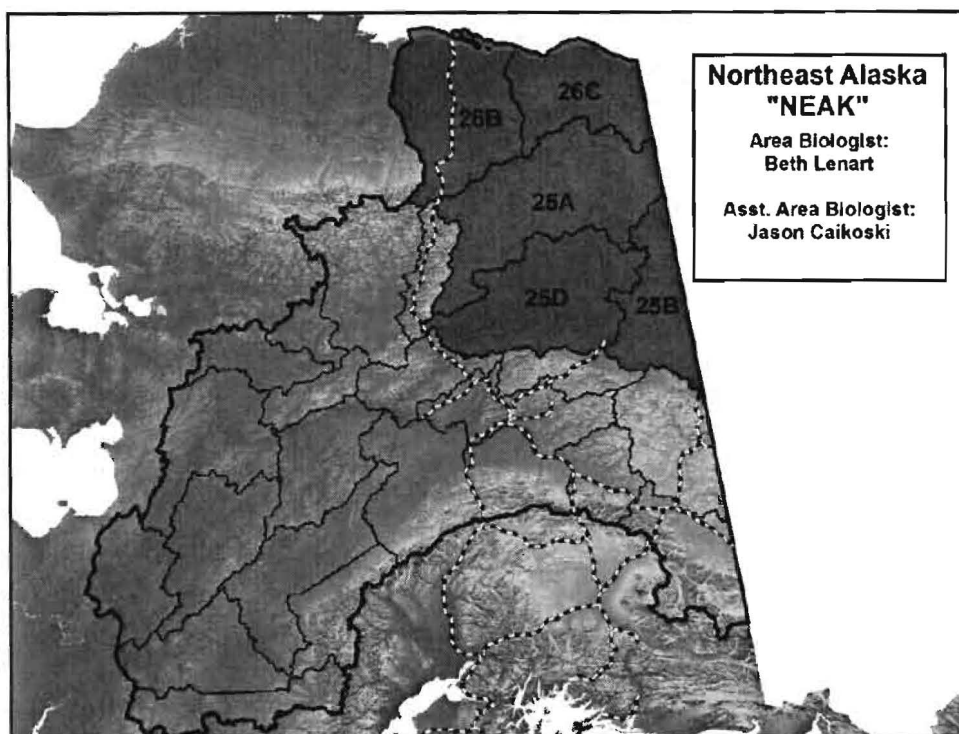 Northeast Alaska
"NEAK"
Area Biologist:
Beth Lenart
Asst. Area Biologist:
Jason Caikoski
26B
26C
25A
25D
25B